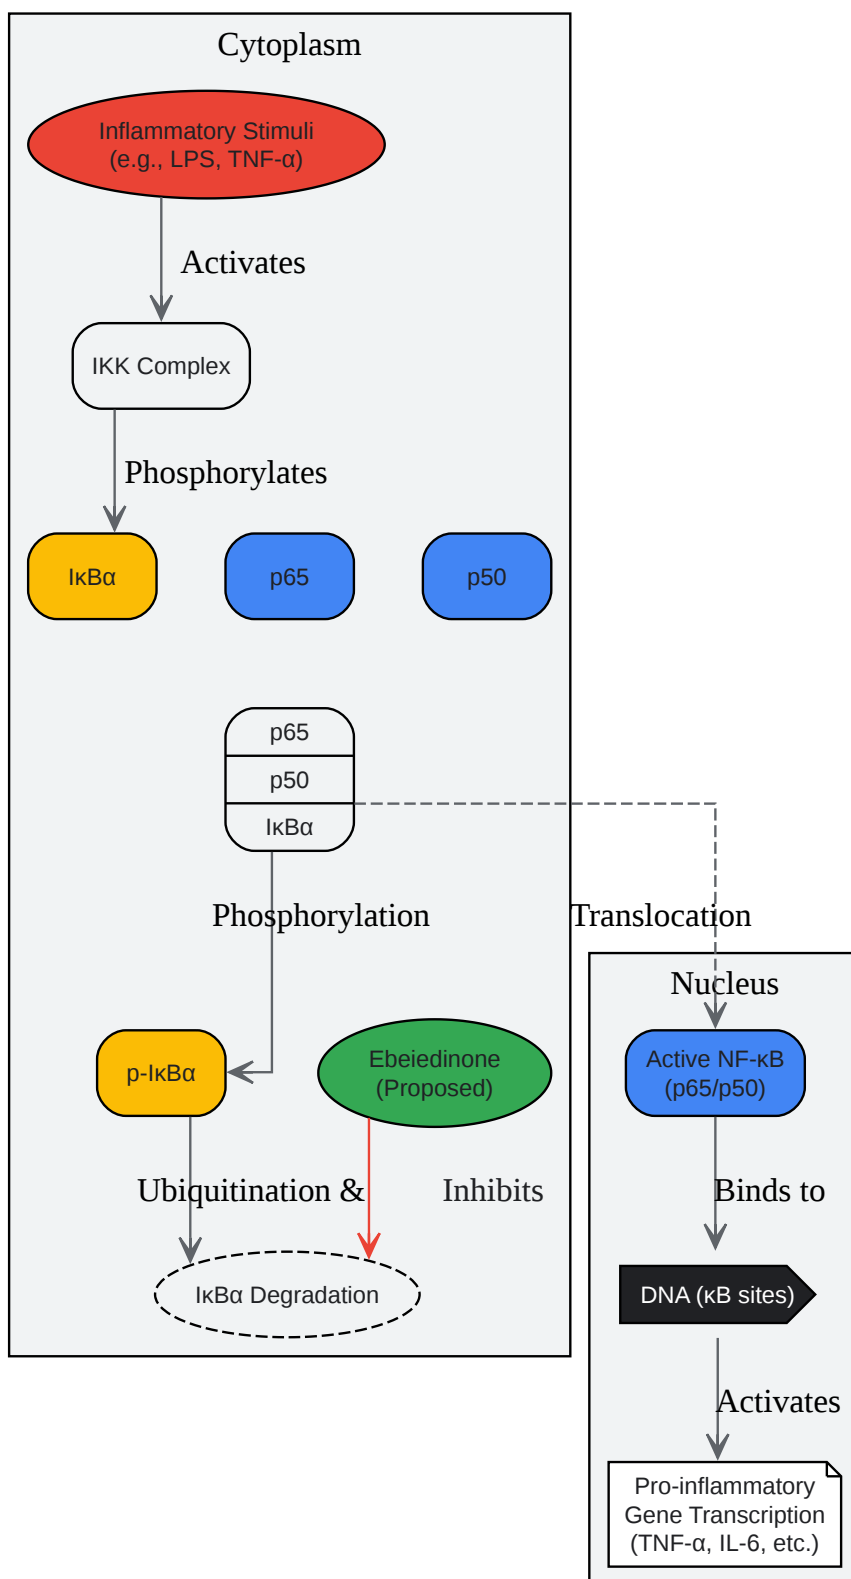 Cytoplasm
Inflammatory Stimuli
(e.g., LPS, TNF-α)
Activates
IKK Complex
Phosphorylates
IκBα
p65
p50
p65
p50
IκBα
Phosphorylation
Translocation
Nucleus
p-IκBα
Ebeiedinone
(Proposed)
Active NF-κB
(p65/p50)
Ubiquitination &
Inhibits
Binds to
IκBα Degradation
DNA (κB sites)
Activates
Pro-inflammatory
Gene Transcription
(TNF-α, IL-6, etc.)